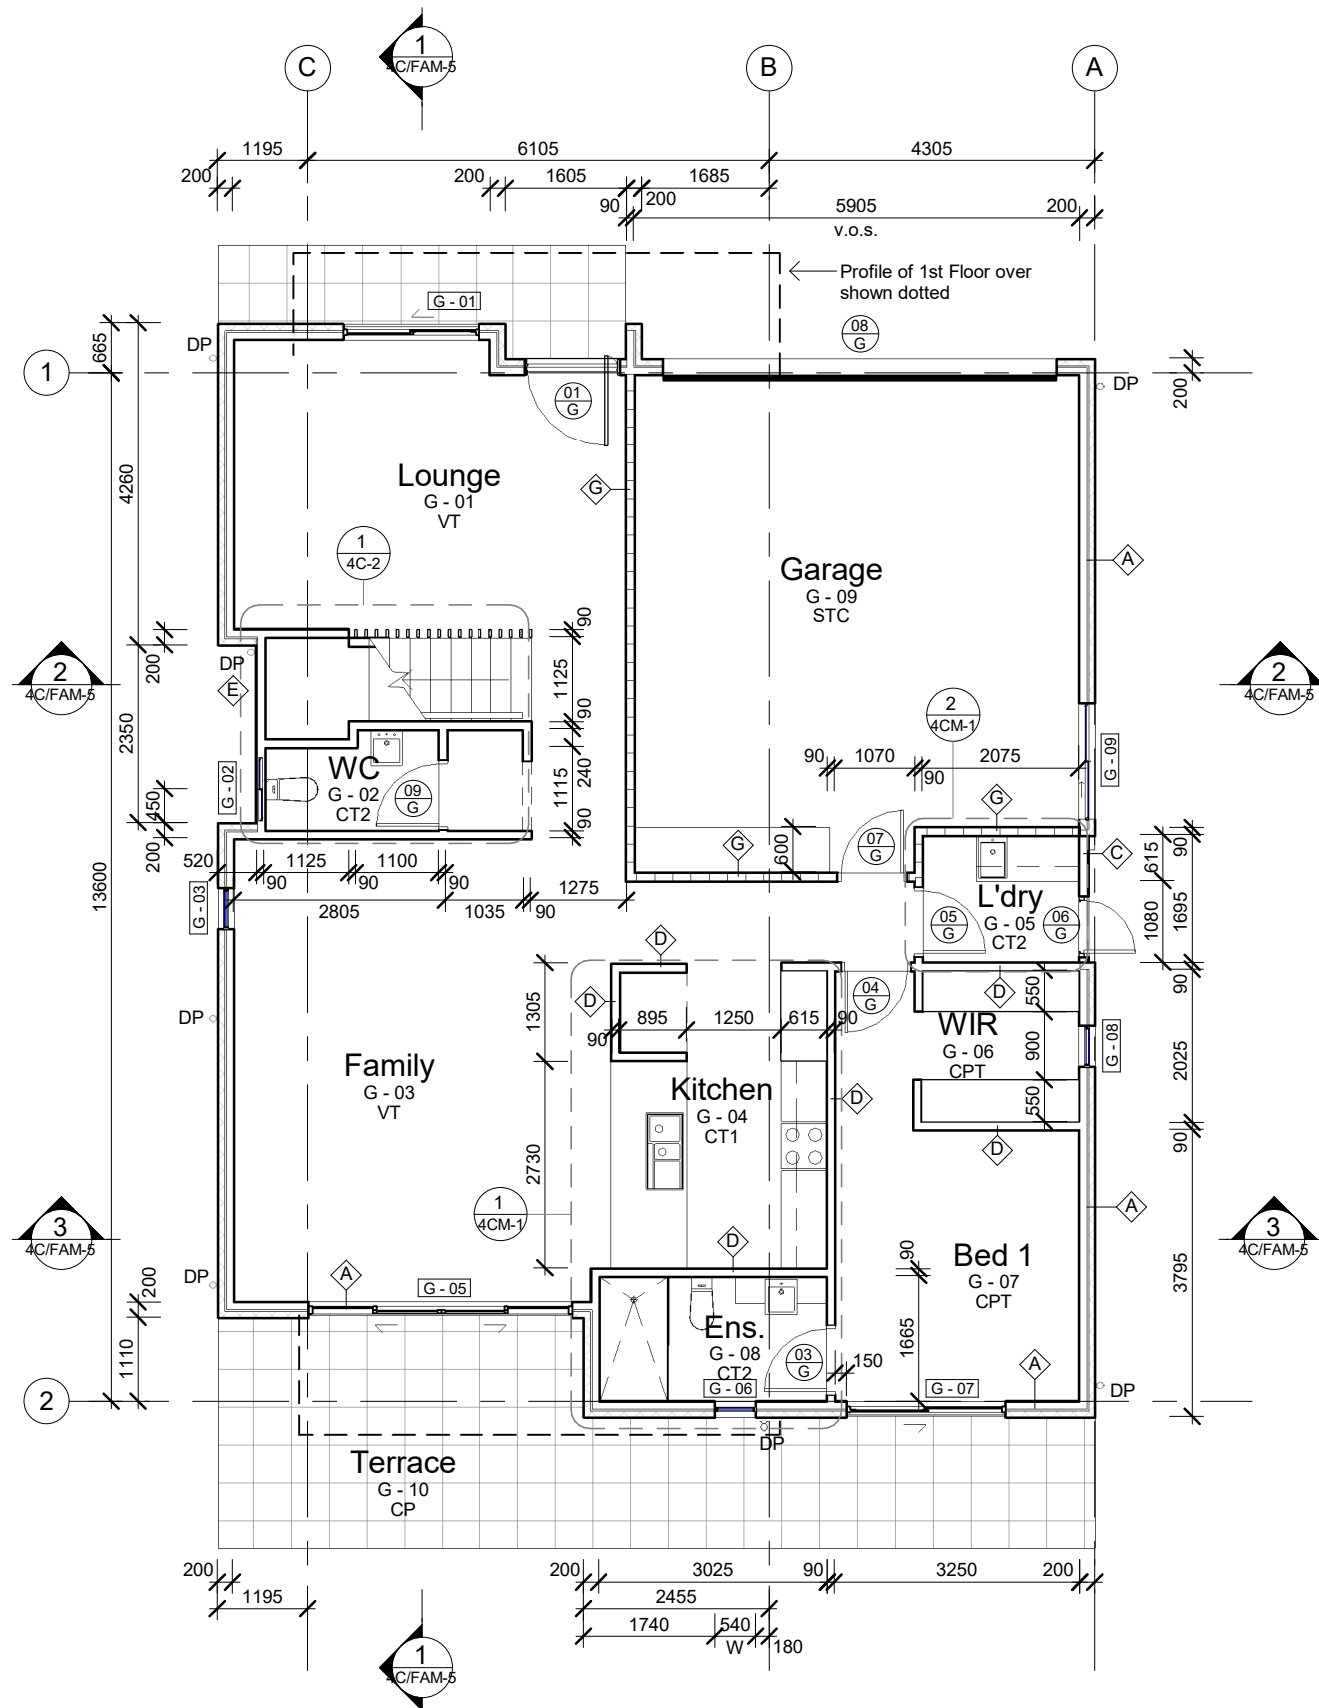 1
4C/FAM-5
C
B
A
1195
6105
4305
200
200
1605
1685
200
90
5905
200
v.o.s.
Profile of 1st Floor over
shown dotted
G - 01
08
G
DP
665
1
DP
200
01
G
4260
Lounge
G - 01
VT
G
1
4C-2
Garage
G - 09
STC
A
90
200
DP
E
2
4C/FAM-5
2
4C/FAM-5
1125
2
4CM-1
90
2350
G - 02
WC
G - 02
CT2
09
G
240
1115
90
90
1070
2075
90
G - 09
450
200
G
G
600
07
G
90
615
C
520
1125
1100
90
90
90
1275
G - 03
2805
1035
90
L'dry
G - 05
CT2
05
G
06
G
1080
1695
13600
D
D
D
04
G
550
90
DP
1305
895
1250
615
90
90
WIR
G - 06
CPT
900
G - 08
2025
Family
G - 03
VT
Kitchen
G - 04
CT1
D
550
D
90
2730
1
4CM-1
A
3
4C/FAM-5
3
4C/FAM-5
D
90
Bed 1
G - 07
CPT
3795
200
DP
A
G - 05
1110
Ens.
G - 08
CT2
03
G
150
1665
A
G - 06
G - 07
DP
2
DP
Terrace
G - 10
CP
200
200
3025
90
3250
200
1195
2455
1740
540
W
180
1
4C/FAM-5